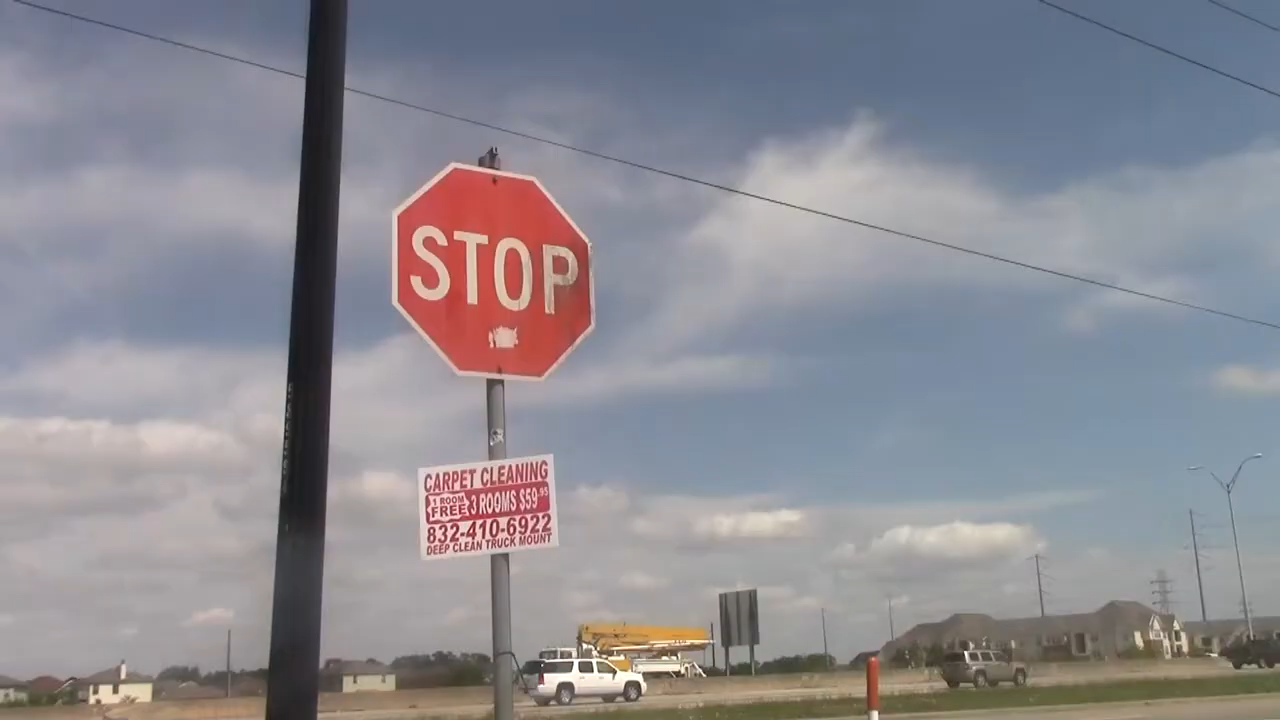 STOP
CARPET CLEANING
1 ROOM
FREE
3 ROOMS $59.95
832-410-6922
DEEP CLEAN TRUCK MOUNT